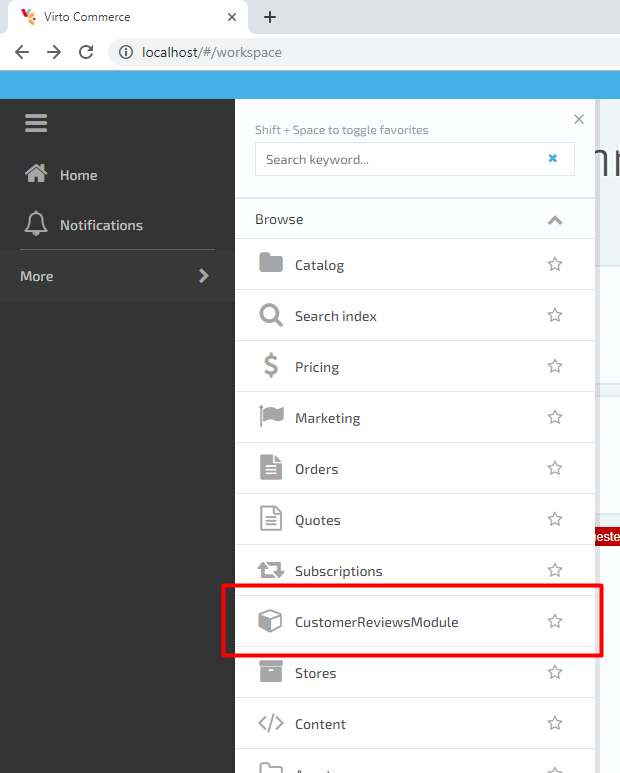 Virto Commerce
localhost/#/workspace
Shift + Space to toggle favorites
Search keyword...
Home
Browse
Notifications
Catalog
More
Search index
Pricing
Marketing
Orders
Quotes
Subscriptions
CustomerReviewsModule
Stores
Content